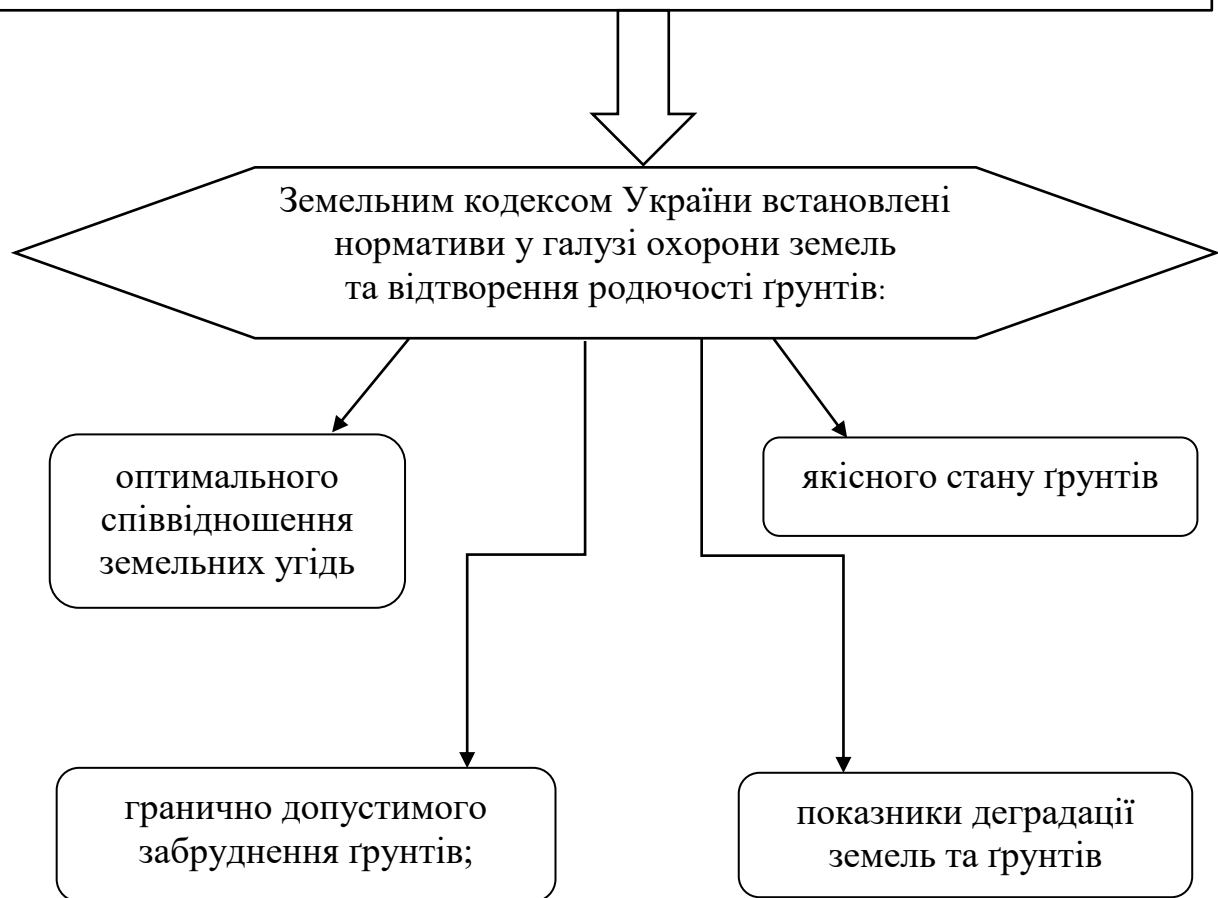 Земельним кодексом України встановлені
нормативи у галузі охорони земель
та відтворення родючості ґрунтів:
оптимального
співвідношення
земельних угідь
якісного стану ґрунтів
гранично допустимого
забруднення ґрунтів;
показники деградації
земель та ґрунтів